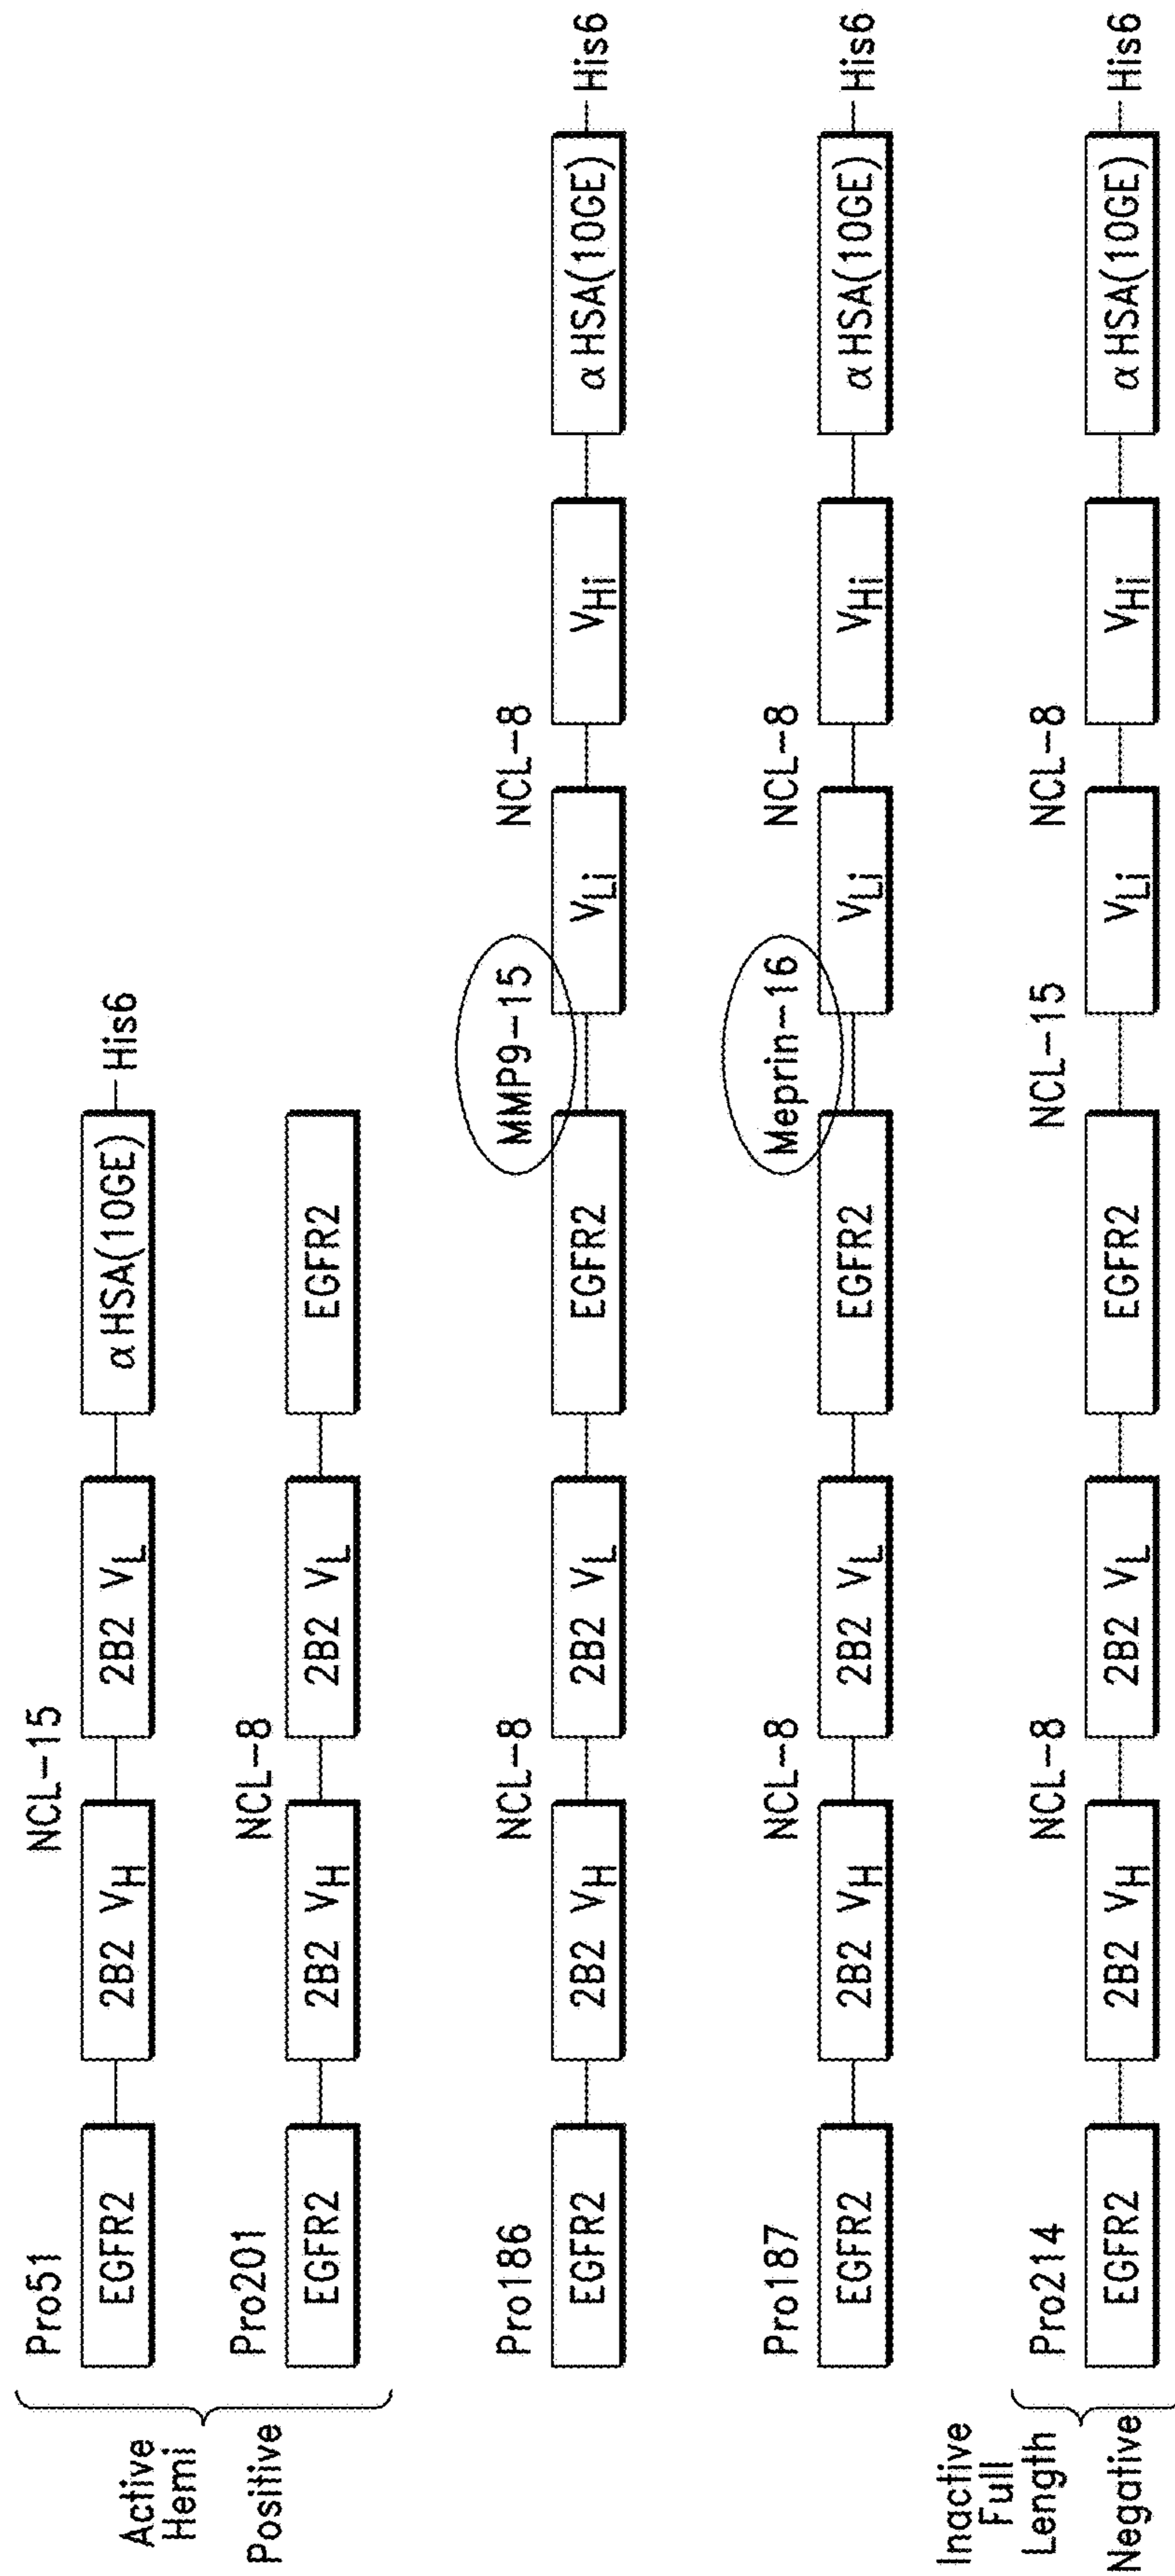 Active
Hemi
Positive
Pro51
NCL-15
EGFR2 2B2 VH 2B2 VL αHSA(10GE) His6
Pro201
NCL-8
EGFR2 2B2 VH 2B2 VL EGFR2
Pro186
NCL-8 MMP9-15 NCL-8
EGFR2 2B2 VH 2B2 VL EGFR2 VLi VHi αHSA(10GE) His6
Pro187
NCL-8 Meprin-16 NCL-8
EGFR2 2B2 VH 2B2 VL EGFR2 VLi VHi αHSA(10GE) His6
Inactive
Full
Length
Negative
Pro214
NCL-8 NCL-15 NCL-8
EGFR2 2B2 VH 2B2 VL EGFR2 VLi VHi αHSA(10GE) His6